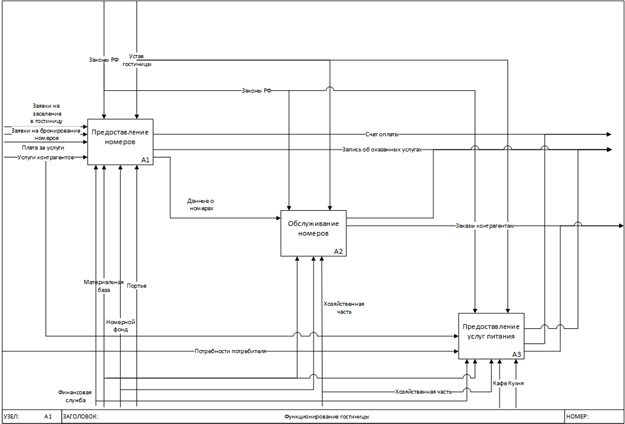 Законы РФ
Устав
гостиницы
Законы РФ
Заявки на
заселение
в гостиницу
Заявки на бронирование
номеров
Плата за услуги
Услуги контрагентов
Предоставление
номеров
A1
Счет оплаты
Запись об оказанных услугах
Данные о
номерах
Обслуживание
номеров
A2
Заказы контрагентам
Материальная
база
Портье
Номерной
фонд
Хозяйственная
часть
Предоставление
услуг питания
A3
Потребности потребителя
Финансовая
служба
Хозяйственная часть
Кафе
Кухня
УЗЕЛ:
A1
ЗАГОЛОВОК:
Функционирование гостиницы
НОМЕР: